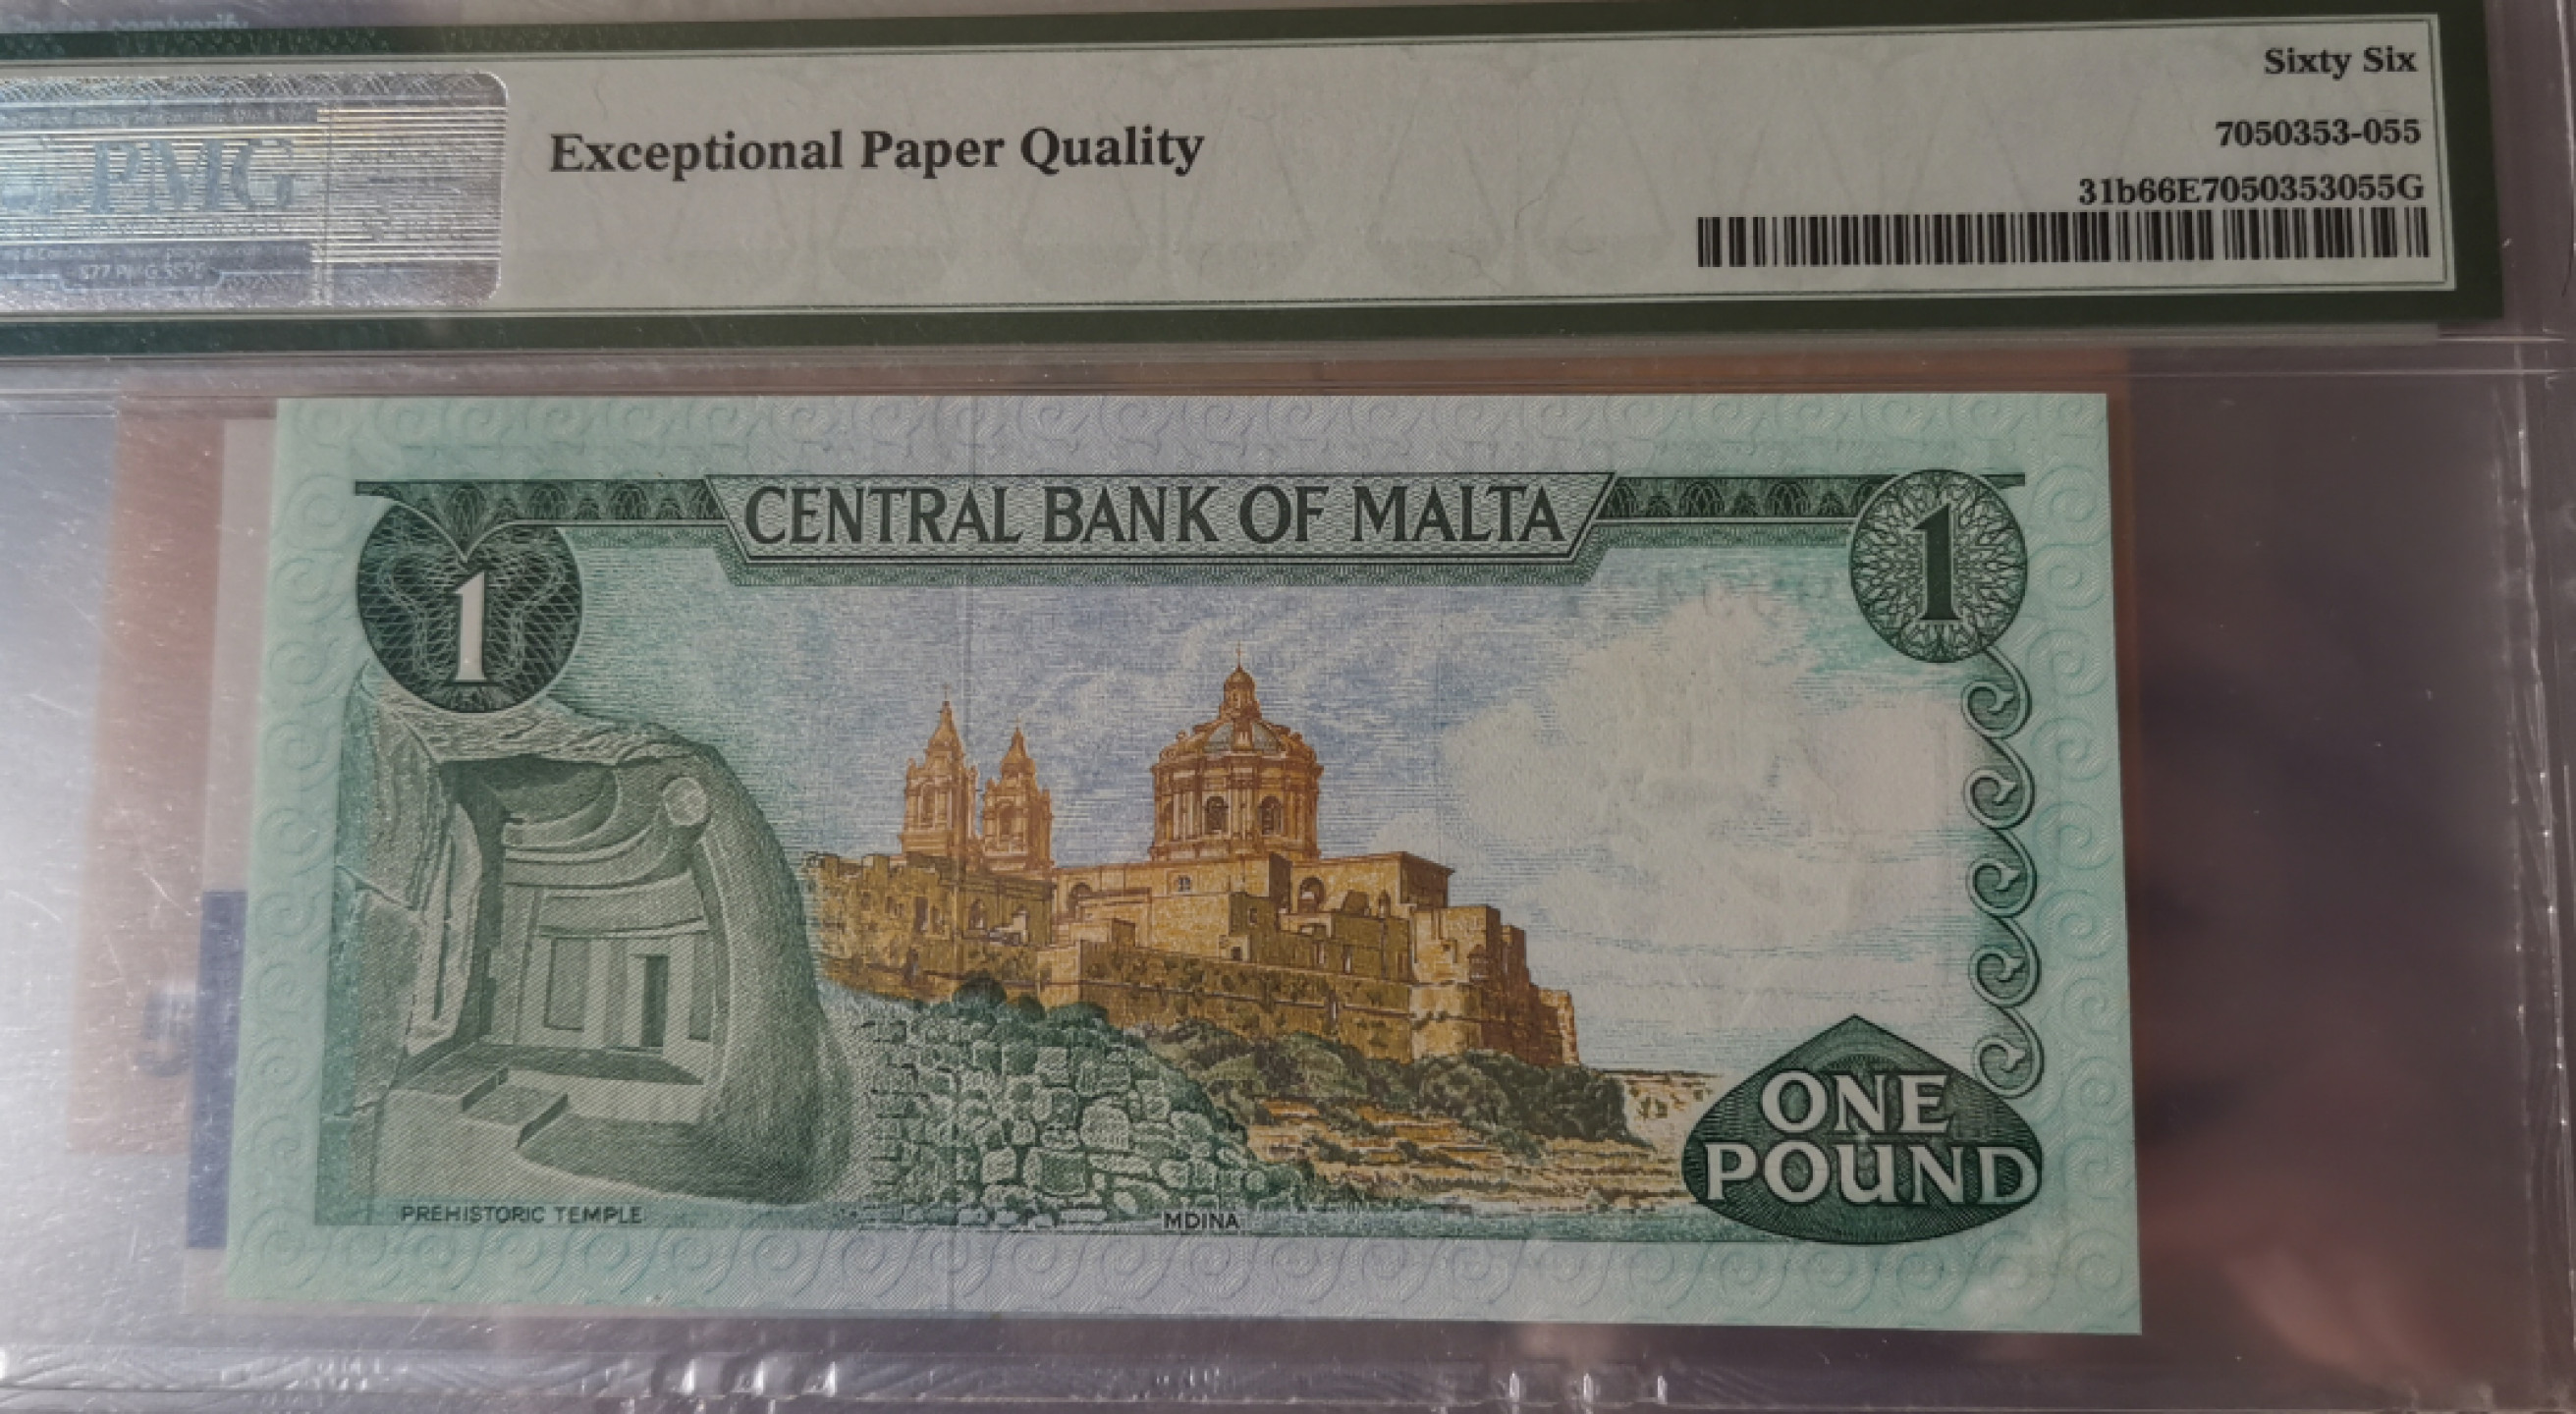 Sixty Six
PMG
Exceptional Paper Quality
7050353-055
31b66E7050353055G
CENTRAL BANK OF MALTA
1
1
ONE
POUND
PREHISTORIC TEMPLE
MDINA